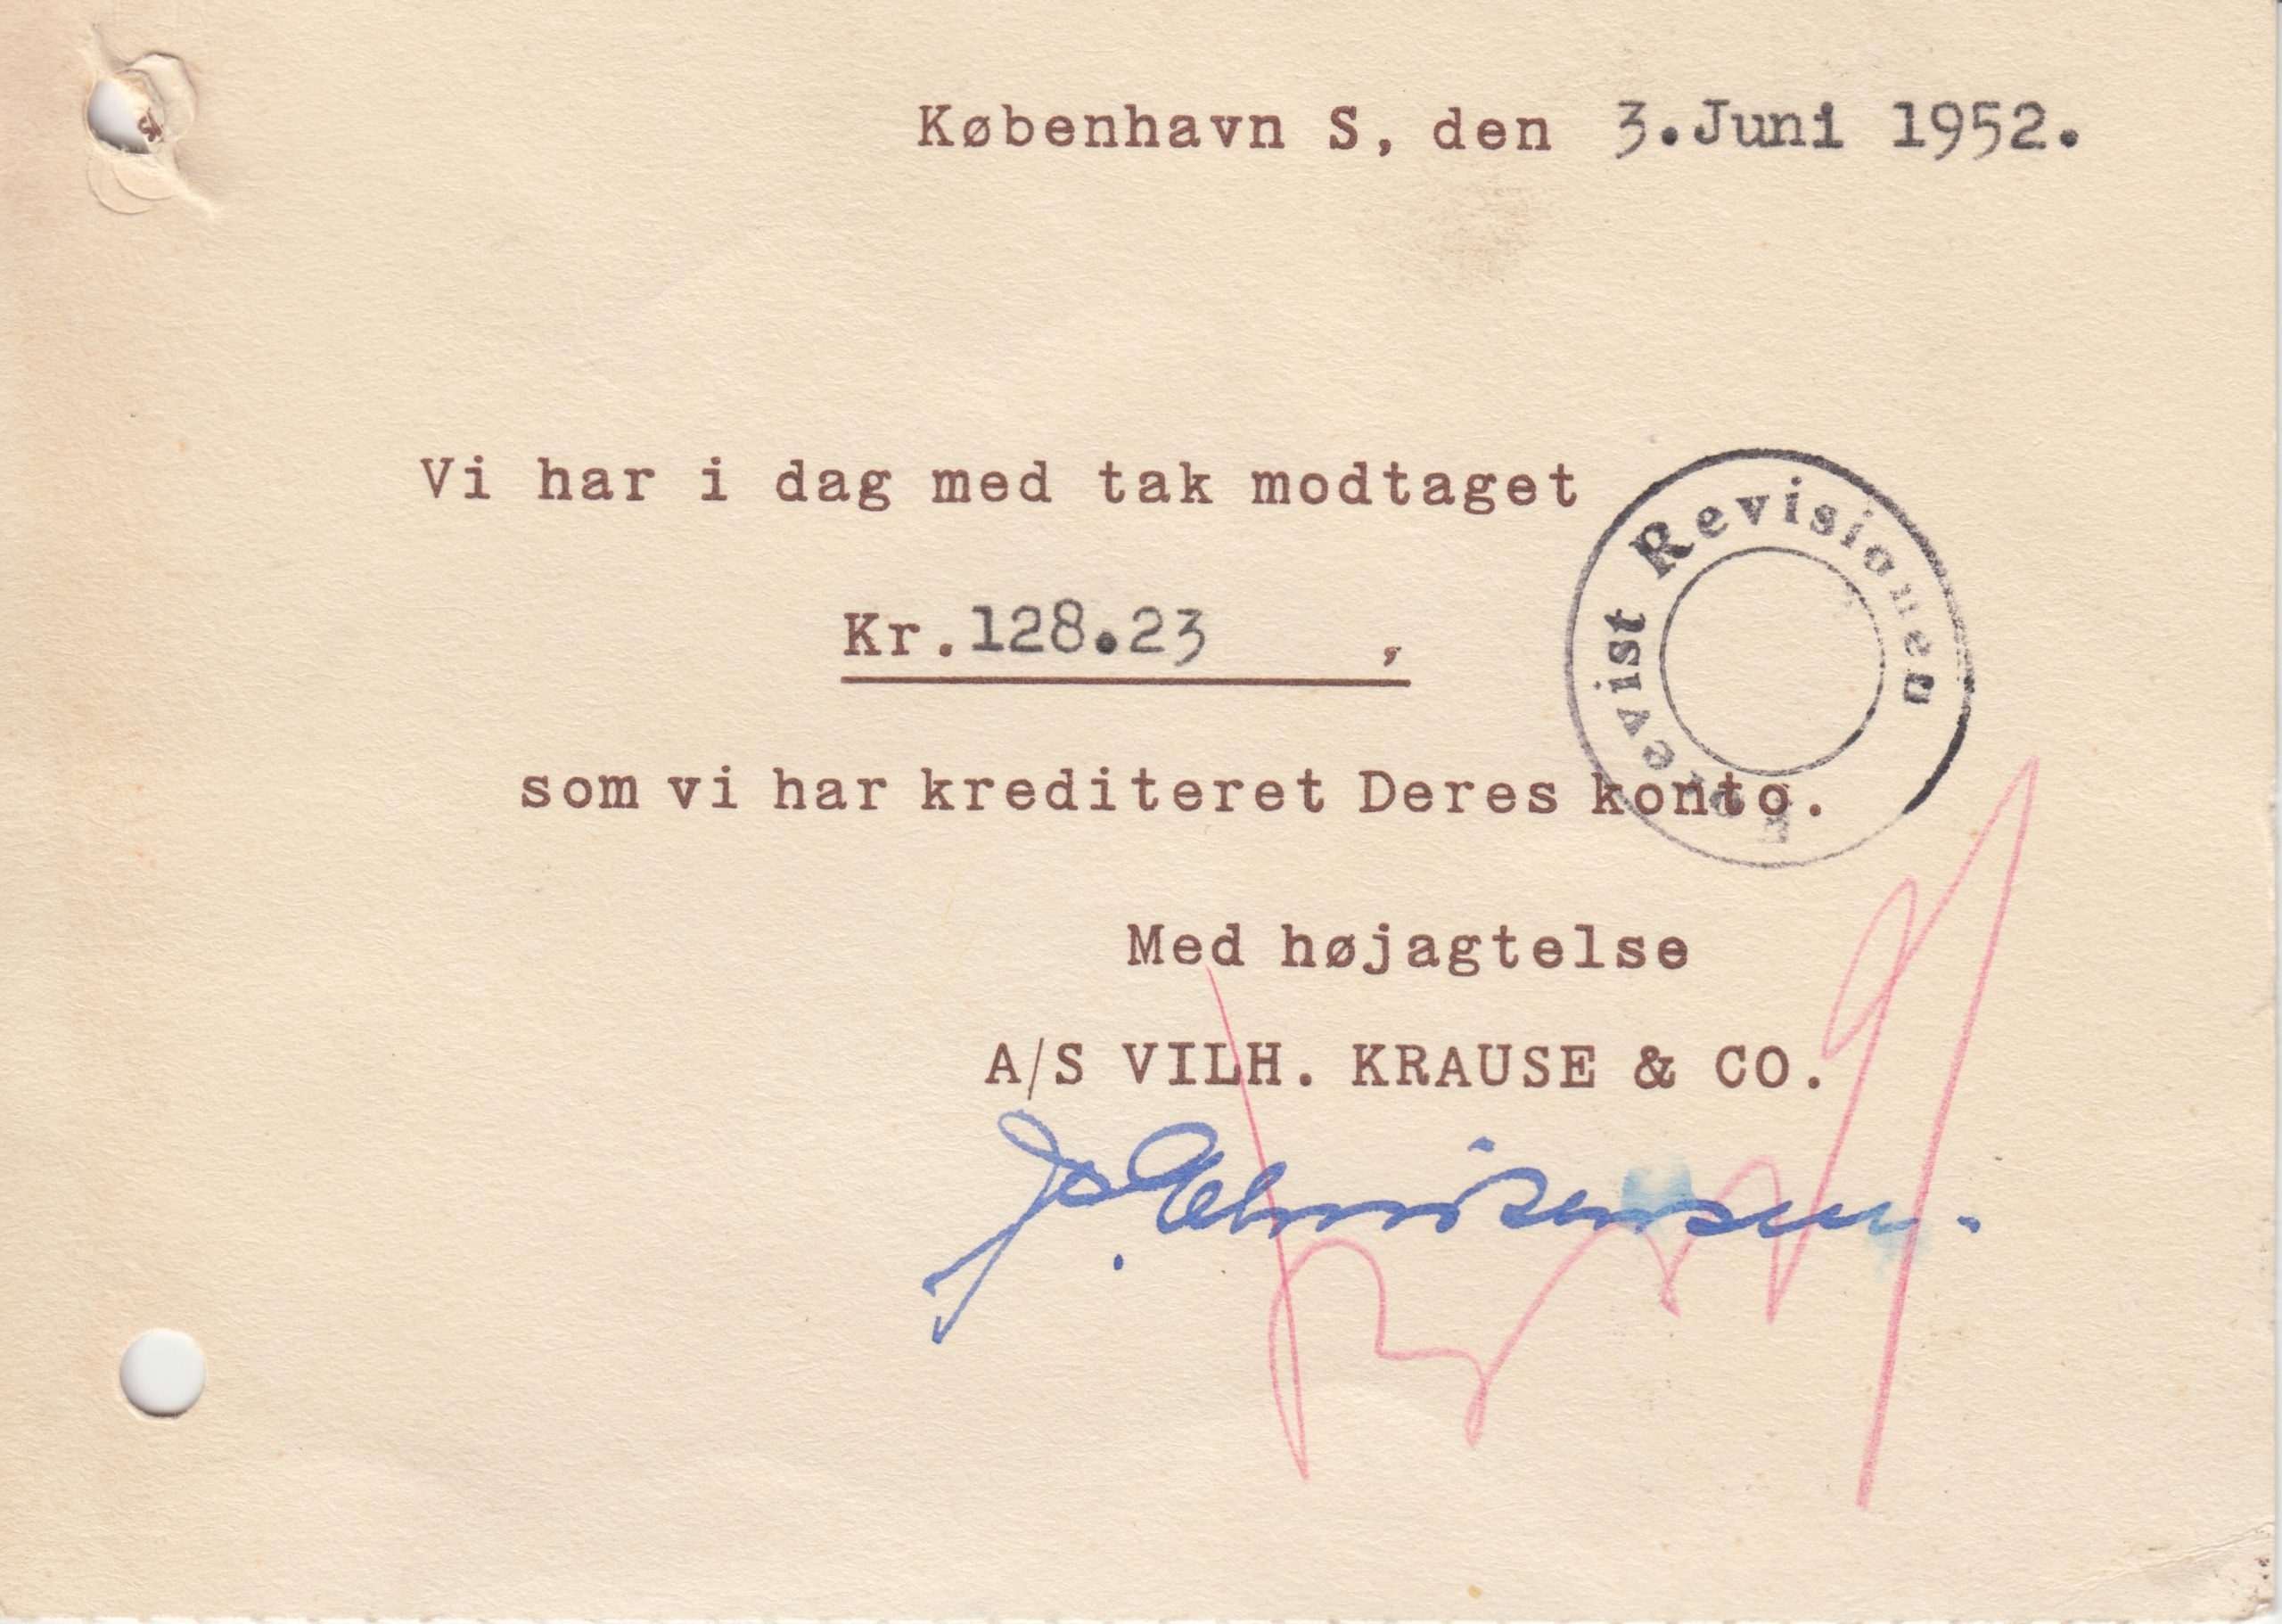 København S, den 3.Juni 1952.
Vi har i dag med tak modtaget
Kr.128.23 ,
som vi har krediteret Deres konto.
Revisionen
Med højagtelse
A/S VILH. KRAUSE & CO.